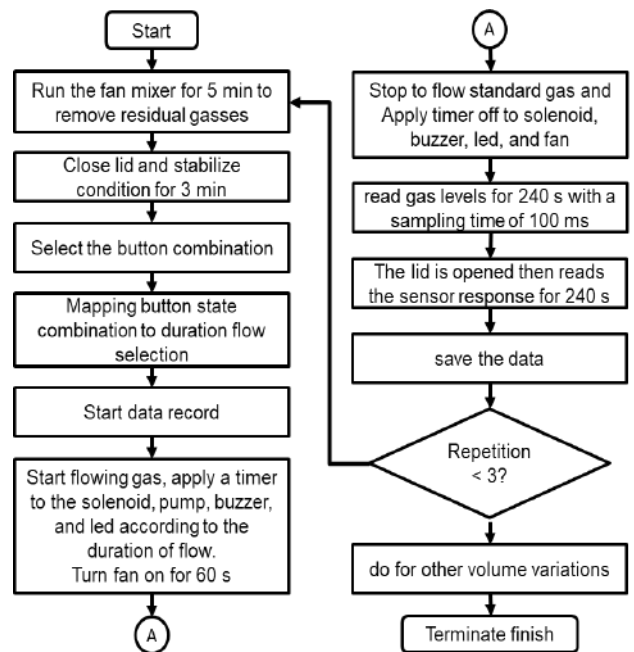 Start
Run the fan mixer for 5 min to
remove residual gasses
Close lid and stabilize
condition for 3 min
Select the button combination
Mapping button state
combination to duration flow
selection
Start data record
Start flowing gas, apply a timer
to the solenoid, pump, buzzer,
and led according to the
duration of flow.
Turn fan on for 60 s
A
A
Stop to flow standard gas and
Apply timer off to solenoid,
buzzer, led, and fan
read gas levels for 240 s with a
sampling time of 100 ms
The lid is opened then reads
the sensor response for 240 s
save the data
Repetition
< 3?
do for other volume variations
Terminate finish